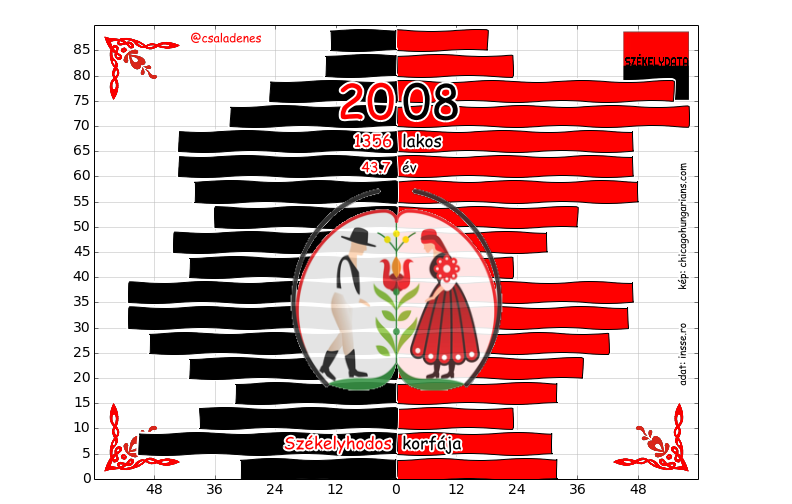 @csaladenes
SZÉKELYDATA
2008
1356 lakos
43.7 év
kép: chicagohungarians.com
adat: insse.ro
Székelyhodos korfája
85
80
75
70
65
60
55
50
45
40
35
30
25
20
15
10
5
0
48 36 24 12 0 12 24 36 48